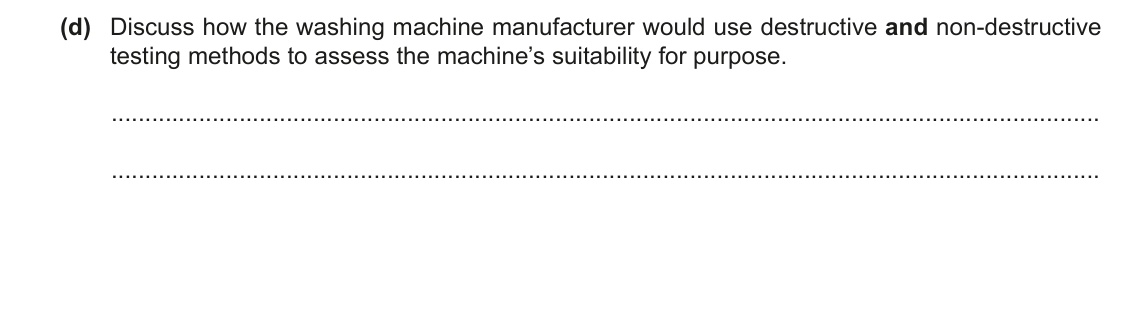 (d) Discuss how the washing machine manufacturer would use destructive and non-destructive
testing methods to assess the machine's suitability for purpose.